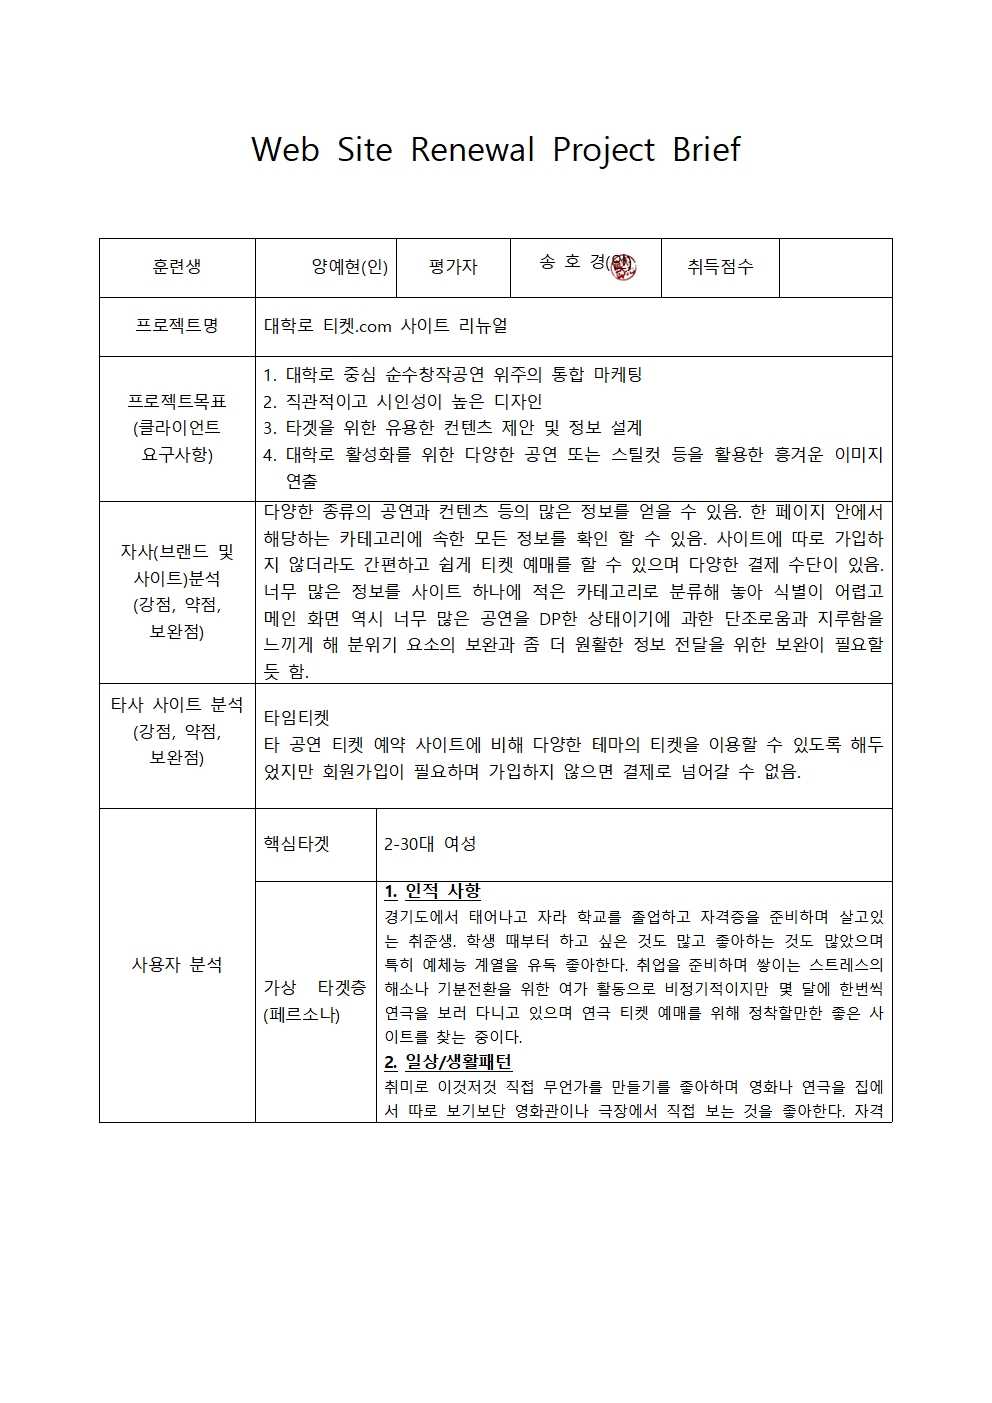 Web Site Renewal Project Brief
훈련생 양예현(인) 평가자 송 호 경(인) 취득점수
프로젝트명 대학로 티켓.com 사이트 리뉴얼
프로젝트목표
(클라이언트
요구사항)
1. 대학로 중심 순수창작공연 위주의 통합 마케팅
2. 직관적이고 시인성이 높은 디자인
3. 타겟을 위한 유용한 컨텐츠 제안 및 정보 설계
4. 대학로 활성화를 위한 다양한 공연 또는 스틸컷 등을 활용한 흥겨운 이미지
연출
자사(브랜드 및
사이트)분석
(강점, 약점,
보완점)
다양한 종류의 공연과 컨텐츠 등의 많은 정보를 얻을 수 있음. 한 페이지 안에서
해당하는 카테고리에 속한 모든 정보를 확인 할 수 있음. 사이트에 따로 가입하
지 않더라도 간편하고 쉽게 티켓 예매를 할 수 있으며 다양한 결제 수단이 있음.
너무 많은 정보를 사이트 하나에 적은 카테고리로 분류해 놓아 식별이 어렵고
메인 화면 역시 너무 많은 공연을 DP한 상태이기에 과한 단조로움과 지루함을
느끼게 해 분위기 요소의 보완과 좀 더 원활한 정보 전달을 위한 보완이 필요할
듯 함.
타사 사이트 분석
(강점, 약점,
보완점)
타임티켓
타 공연 티켓 예약 사이트에 비해 다양한 테마의 티켓을 이용할 수 있도록 해두
었지만 회원가입이 필요하며 가입하지 않으면 결제로 넘어갈 수 없음.
사용자 분석
핵심타겟 2-30대 여성
가상 타겟층
(페르소나)
1. 인적 사항
경기도에서 태어나고 자라 학교를 졸업하고 자격증을 준비하며 살고있
는 취준생. 학생 때부터 하고 싶은 것도 많고 좋아하는 것도 많았으며
특히 예체능 계열을 유독 좋아한다. 취업을 준비하며 쌓이는 스트레스의
해소나 기분전환을 위한 여가 활동으로 비정기적이지만 몇 달에 한번씩
연극을 보러 다니고 있으며 연극 티켓 예매를 위해 정착할만한 좋은 사
이트를 찾는 중이다.
2. 일상/생활패턴
취미로 이것저것 직접 무언가를 만들기를 좋아하며 영화나 연극을 집에
서 따로 보기보단 영화관이나 극장에서 직접 보는 것을 좋아한다. 자격